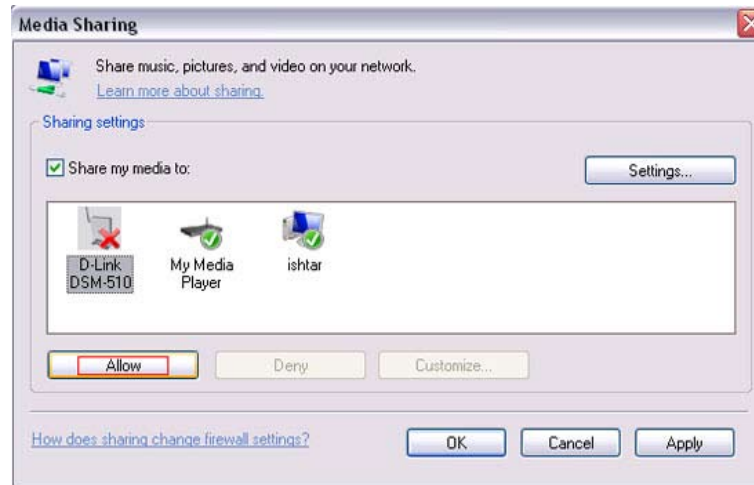 Media Sharing
Share music, pictures, and video on your network.
Learn more about sharing.
Sharing settings
Share my media to:
Settings...
D-Link
DSM-510
My Media
Player
ishtar
Allow
Deny
Customize...
How does sharing change firewall settings?
OK
Cancel
Apply